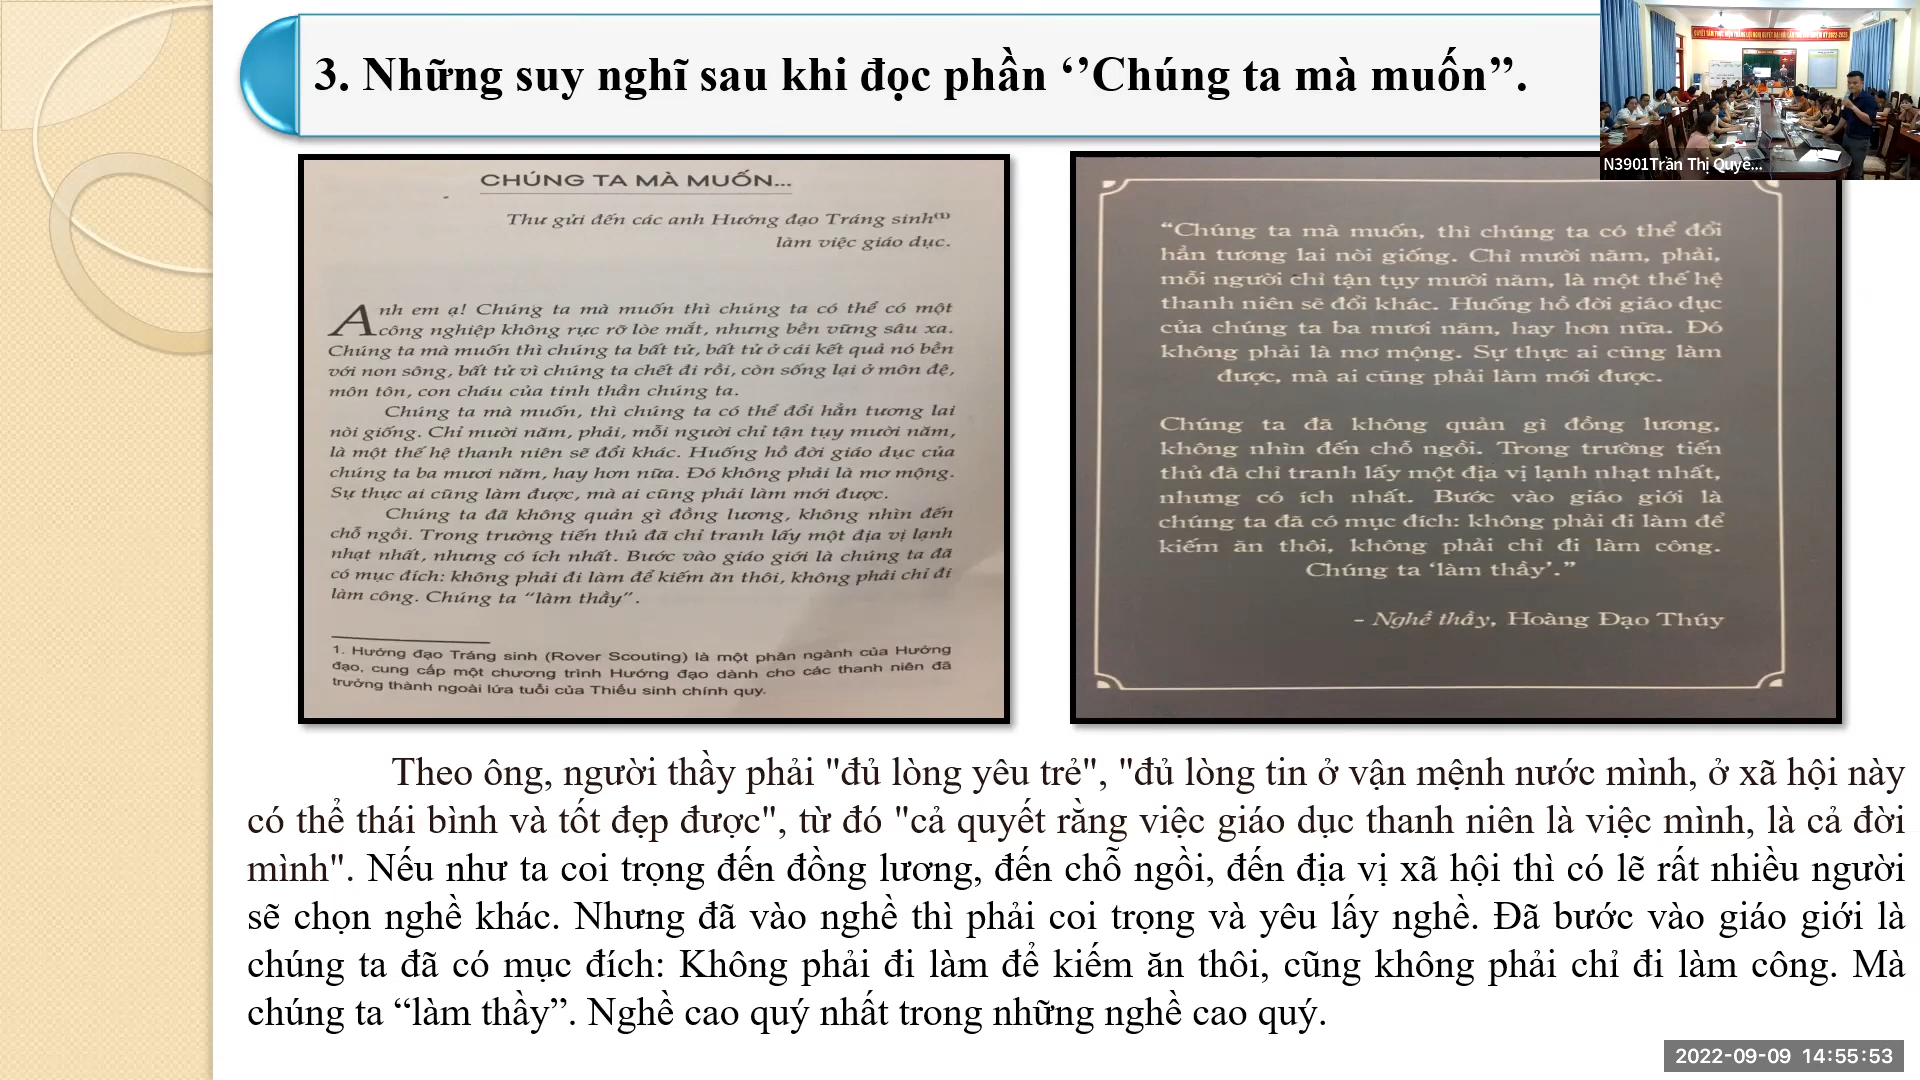 3. Những suy nghĩ sau khi đọc phần ‘’Chúng ta mà muốn”.
N3901Trần Thị Quyê...
CHÚNG TA MÀ MUỐN...
Thư gửi đến các anh Hướng đạo Tráng sinh(1)
làm việc giáo dục.
Anh em ạ! Chúng ta mà muốn thì chúng ta có thể có một
công nghiệp không rực rỡ lòe mắt, nhưng bền vững sâu xa.
Chúng ta mà muốn thì chúng ta bất tử, bất tử ở cái kết quả nó bền
với non sông, bất tử vì chúng ta chết đi rồi, còn sống lại ở môn đệ,
môn tôn, con cháu của tinh thần chúng ta.
Chúng ta mà muốn, thì chúng ta có thể đổi hẳn tương lai
nòi giống. Chỉ mười năm, phải, mỗi người chỉ tận tụy mười năm,
là một thế hệ thanh niên sẽ đổi khác. Huống hồ đời giáo dục của
chúng ta ba mươi năm, hay hơn nữa. Đó không phải là mơ mộng.
Sự thực ai cũng làm được, mà ai cũng phải làm mới được.
Chúng ta đã không quản gì đồng lương, không nhìn đến
chỗ ngồi. Trong trường tiến thủ đã chỉ tranh lấy một địa vị lạnh
nhạt nhất, nhưng có ích nhất. Bước vào giáo giới là chúng ta đã
có mục đích: không phải đi làm để kiếm ăn thôi, không phải chỉ đi
làm công. Chúng ta “làm thầy”.
1. Hướng đạo Tráng sinh (Rover Scouting) là một phân ngành của Hướng
đạo, cung cấp một chương trình Hướng đạo dành cho các thanh niên đã
trưởng thành ngoài lứa tuổi của Thiếu sinh chính quy.
“Chúng ta mà muốn, thì chúng ta có thể đổi
hẳn tương lai nòi giống. Chỉ mười năm, phải,
mỗi người chỉ tận tụy mười năm, là một thế hệ
thanh niên sẽ đổi khác. Huống hồ đời giáo dục
của chúng ta ba mươi năm, hay hơn nữa. Đó
không phải là mơ mộng. Sự thực ai cũng làm
được, mà ai cũng phải làm mới được.
Chúng ta đã không quản gì đồng lương,
không nhìn đến chỗ ngồi. Trong trường tiến
thủ đã chỉ tranh lấy một địa vị lạnh nhạt nhất,
nhưng có ích nhất. Bước vào giáo giới là
chúng ta đã có mục đích: không phải đi làm để
kiếm ăn thôi, không phải chỉ đi làm công.
Chúng ta ‘làm thầy’.”
– Nghề thầy, Hoàng Đạo Thúy
Theo ông, người thầy phải "đủ lòng yêu trẻ", "đủ lòng tin ở vận mệnh nước mình, ở xã hội này
có thể thái bình và tốt đẹp được", từ đó "cả quyết rằng việc giáo dục thanh niên là việc mình, là cả đời
mình". Nếu như ta coi trọng đến đồng lương, đến chỗ ngồi, đến địa vị xã hội thì có lẽ rất nhiều người
sẽ chọn nghề khác. Nhưng đã vào nghề thì phải coi trọng và yêu lấy nghề. Đã bước vào giáo giới là
chúng ta đã có mục đích: Không phải đi làm để kiếm ăn thôi, cũng không phải chỉ đi làm công. Mà
chúng ta “làm thầy”. Nghề cao quý nhất trong những nghề cao quý.
2022-09-09 14:55:53